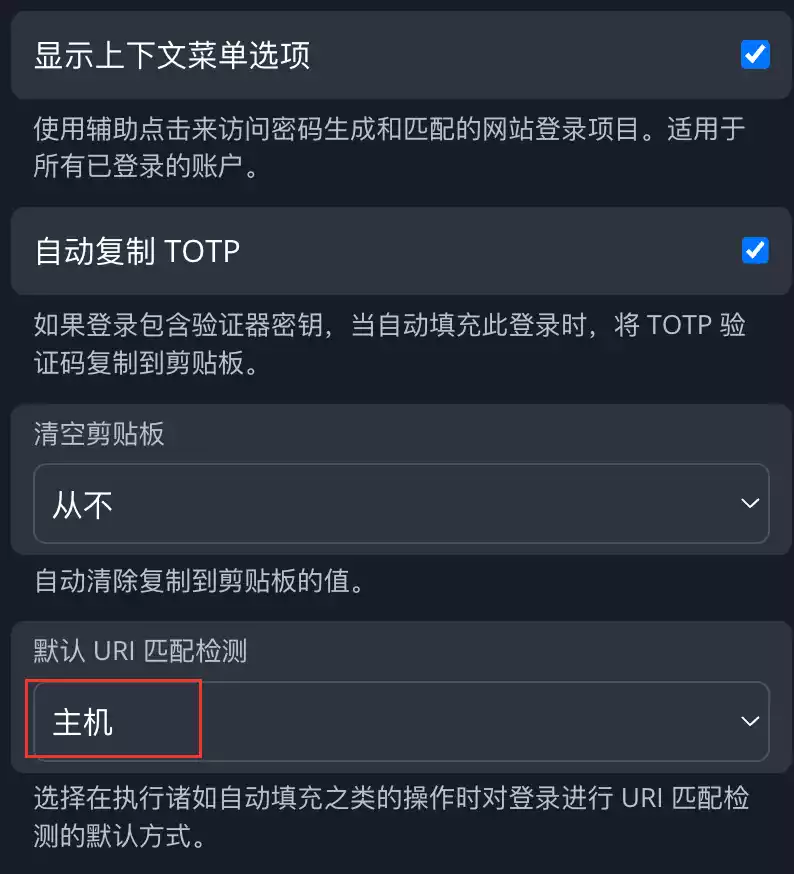 显示上下文菜单选项
使用辅助点击来访问密码生成和匹配的网站登录项目。适用于
所有已登录的账户。
自动复制 TOTP
如果登录包含验证器密钥，当自动填充此登录时，将 TOTP 验
证码复制到剪贴板。
清空剪贴板
从不
自动清除复制到剪贴板的值。
默认 URI 匹配检测
主机
选择在执行诸如自动填充之类的操作时对登录进行 URI 匹配检
测的默认方式。